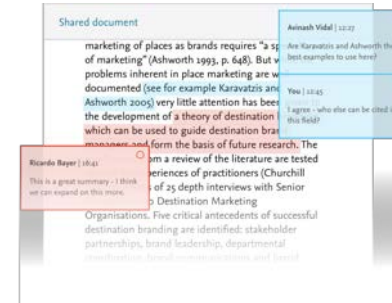 Shared document
marketing of places as brands requires "a sp
of marketing" (Ashworth 1993, p. 648). But w
problems inherent in place marketing are w
documented (see for example Karavatzis and
Ashworth 2005) very little attention has been
the development of a theory of destination
which can be used to guide destination bran
managers and form the basis of future research. The
om a review of the literature are tested
periences of practitioners (Churchill
s of 25 depth interviews with Senior
o Destination Marketing
Organisations. Five critical antecedents of successful
destination branding are identified: stakeholder
partnerships, brand leadership, departmental
Avinash Vidal | 12:27
Are Karavatzis and Ashworth the
best examples to use here?
You | 12:45
I agree - who else can be cited i
this field?
Ricardo Bayer | 16:41
This is a great summary - I think
we can expand on this more.